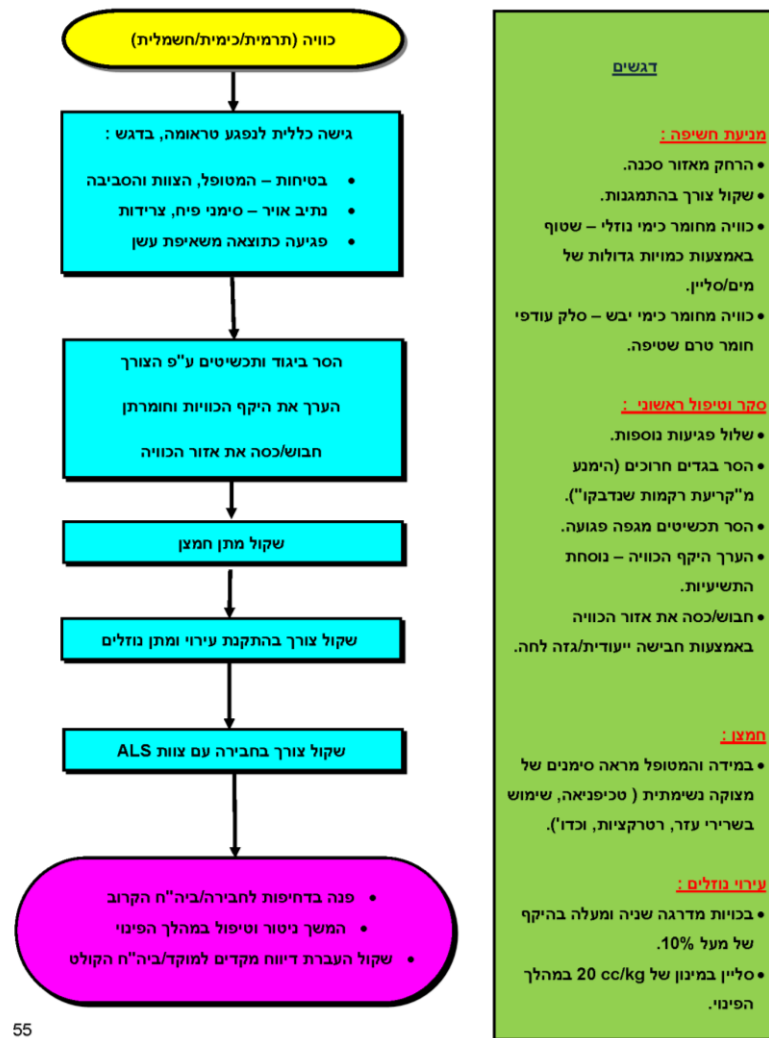 כוויה (תרמית/כימית/חשמלית)
גישה כללית לנפגע טראומה, בדגש :
• בטיחות – המטופל, הצוות והסביבה
• נתיב אויר – סימני פיח, צרידות
• פגיעה כתוצאה משאיפת עשן
הסר ביגוד ותכשיטים ע"פ הצורך
הערך את היקף הכוויות וחומרתן
חבוש/כסה את אזור הכוויה
שקול מתן חמצן
שקול צורך בהתקנת עירוי ומתן נוזלים
שקול צורך בחבירה עם צוות ALS
• פנה בדחיפות לחבירה/ביה"ח הקרוב
• המשך ניטור וטיפול במהלך הפינוי
• שקול העברת דיווח מקדים למוקד/ביה"ח הקולט
דגשים
מניעת חשיפה :
• הרחק מאזור סכנה.
• שקול צורך בהתמגנות.
• כוויה מחומר כימי נוזלי – שטוף
באמצעות כמויות גדולות של
מים/סליין.
• כוויה מחומר כימי יבש – סלק עודפי
חומר טרם שטיפה.
סקר וטיפול ראשוני :
• שלול פגיעות נוספות.
• הסר בגדים חרוכים (הימנע
מ"קריעת רקמות שנדבקו").
• הסר תכשיטים מגפה פגועה.
• הערך היקף הכוויה – נוסחת
התשיעיות.
• חבוש/כסה את אזור הכוויה
באמצעות חבישה ייעודית/גזה לחה.
חמצן :
• במידה והמטופל מראה סימנים של
מצוקה נשימתית ( טכיפניאה, שימוש
בשרירי עזר, רטרקציות, וכדו').
עירוי נוזלים :
• בכויות מדרגה שניה ומעלה בהיקף
של מעל 10%.
• סליין במינון של 20 cc/kg במהלך
הפינוי.
55